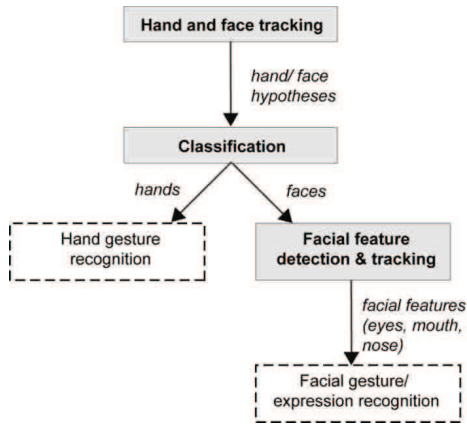 Hand and face tracking
hand/ face
hypotheses
Classification
hands
faces
Hand gesture
recognition
Facial feature
detection & tracking
facial features
(eyes, mouth,
nose)
Facial gesture/
expression recognition